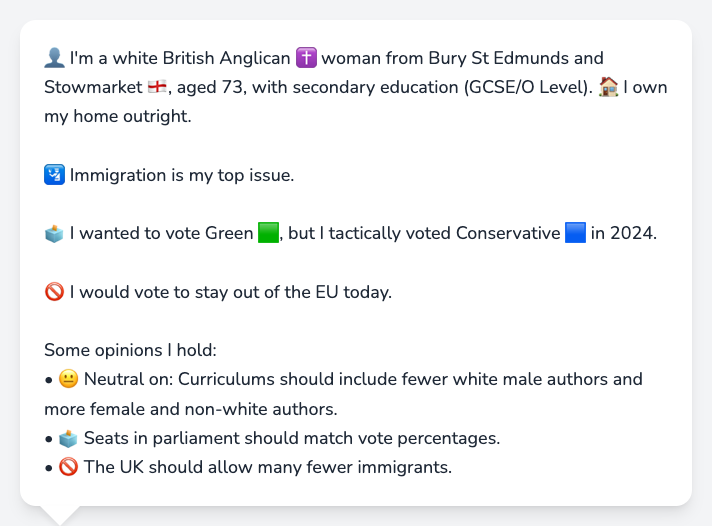 👤 I'm a white British Anglican ✝️ woman from Bury St Edmunds and
Stowmarket 🏴󠁧󠁢󠁥󠁮󠁧󠁿, aged 73, with secondary education (GCSE/O Level). 🏠 I own
my home outright.
🛂 Immigration is my top issue.
🗳️ I wanted to vote Green 🟩, but I tactically voted Conservative 🟦 in 2024.
🚫 I would vote to stay out of the EU today.
Some opinions I hold:
• 😐 Neutral on: Curriculums should include fewer white male authors and
more female and non-white authors.
• 🗳️ Seats in parliament should match vote percentages.
• 🚫 The UK should allow many fewer immigrants.